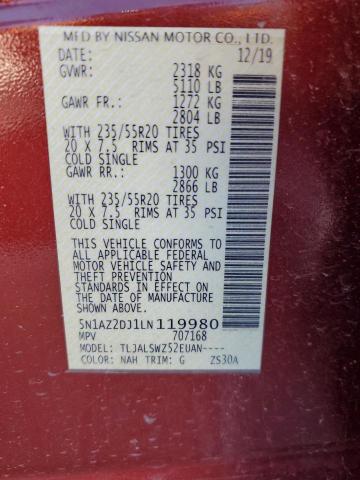 MFD BY NISSAN MOTOR CO., LTD.
DATE: 12/19
GVWR: 2318 KG
5110 LB
GAWR FR.: 1272 KG
2804 LB
WITH 235/55R20 TIRES
20 X 7.5 RIMS AT 35 PSI
COLD SINGLE
GAWR RR.: 1300 KG
2866 LB
WITH 235/55R20 TIRES
20 X 7.5 RIMS AT 35 PSI
COLD SINGLE
THIS VEHICLE CONFORMS TO
ALL APPLICABLE FEDERAL
MOTOR VEHICLE SAFETY AND
STANDARDS IN EFFECT ON
THE DATE OF MANUFACTURE
SHOWN ABOVE.
5N1AZ2DJ1LN119980
MPV 707168
MODEL: TLJALSWZ52EUAN----
COLOR: NAH TRIM: G ZS30A